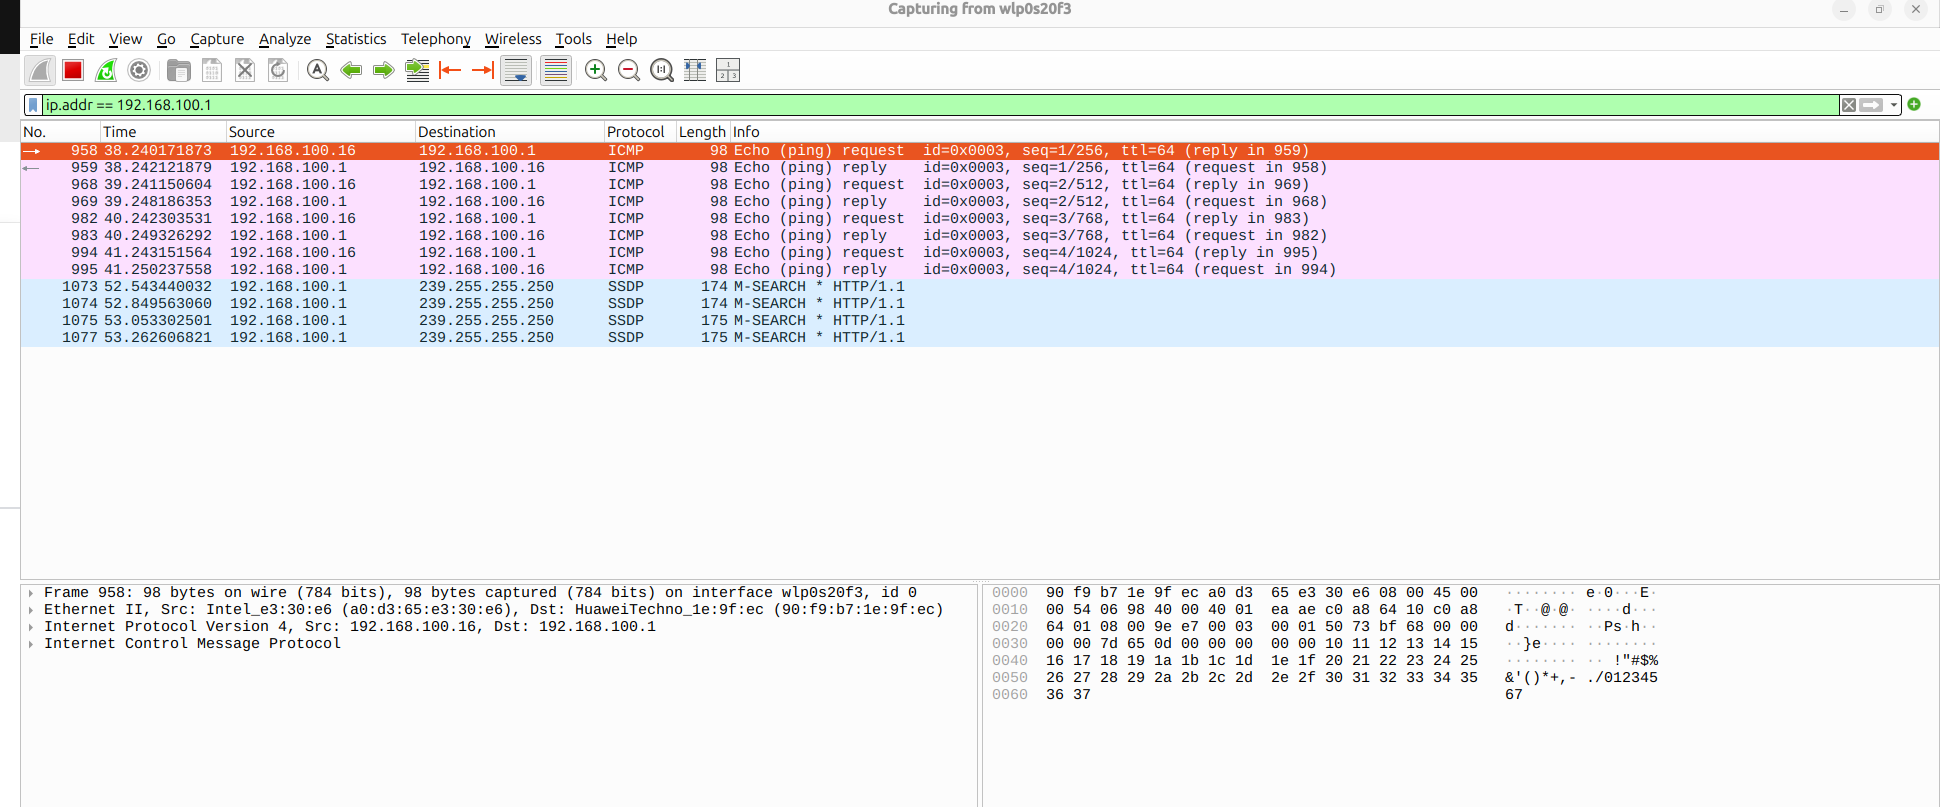 Capturing from wlp0s20f3
File Edit View Go Capture Analyze Statistics Telephony Wireless Tools Help
ip.addr == 192.168.100.1
No. Time Source Destination Protocol Length Info
958 38.240171873 192.168.100.16 192.168.100.1 ICMP 98 Echo (ping) request id=0x0003, seq=1/256, ttl=64 (reply in 959)
959 38.242121879 192.168.100.1 192.168.100.16 ICMP 98 Echo (ping) reply id=0x0003, seq=1/256, ttl=64 (request in 958)
968 39.241150604 192.168.100.16 192.168.100.1 ICMP 98 Echo (ping) request id=0x0003, seq=2/512, ttl=64 (reply in 969)
969 39.248186353 192.168.100.1 192.168.100.16 ICMP 98 Echo (ping) reply id=0x0003, seq=2/512, ttl=64 (request in 968)
982 40.242303531 192.168.100.16 192.168.100.1 ICMP 98 Echo (ping) request id=0x0003, seq=3/768, ttl=64 (reply in 983)
983 40.249326292 192.168.100.1 192.168.100.16 ICMP 98 Echo (ping) reply id=0x0003, seq=3/768, ttl=64 (request in 982)
994 41.243151564 192.168.100.16 192.168.100.1 ICMP 98 Echo (ping) request id=0x0003, seq=4/1024, ttl=64 (reply in 995)
995 41.250237558 192.168.100.1 192.168.100.16 ICMP 98 Echo (ping) reply id=0x0003, seq=4/1024, ttl=64 (request in 994)
1073 52.543440032 192.168.100.1 239.255.255.250 SSDP 174 M-SEARCH * HTTP/1.1
1074 52.849563060 192.168.100.1 239.255.255.250 SSDP 174 M-SEARCH * HTTP/1.1
1075 53.053302501 192.168.100.1 239.255.255.250 SSDP 175 M-SEARCH * HTTP/1.1
1077 53.262606821 192.168.100.1 239.255.255.250 SSDP 175 M-SEARCH * HTTP/1.1
Frame 958: 98 bytes on wire (784 bits), 98 bytes captured (784 bits) on interface wlp0s20f3, id 0
Ethernet II, Src: Intel_e3:30:e6 (a0:d3:65:e3:30:e6), Dst: HuaweiTechno_1e:9f:ec (90:f9:b7:1e:9f:ec)
Internet Protocol Version 4, Src: 192.168.100.16, Dst: 192.168.100.1
Internet Control Message Protocol
0000 90 f9 b7 1e 9f ec a0 d3 65 e3 30 e6 08 00 45 00 ········ e·0···E·
0010 00 54 06 98 40 00 40 01 ea ae c0 a8 64 10 c0 a8 ·T··@·@· ····d···
0020 64 01 08 00 9e e7 00 03 00 01 50 73 bf 68 00 00 d······· ··Ps·h··
0030 00 00 7d 65 0d 00 00 00 00 00 10 11 12 13 14 15 ··}e···· ········
0040 16 17 18 19 1a 1b 1c 1d 1e 1f 20 21 22 23 24 25 ········ ·· !"#$%
0050 26 27 28 29 2a 2b 2c 2d 2e 2f 30 31 32 33 34 35 &'()*+,- ./012345
0060 36 37 67